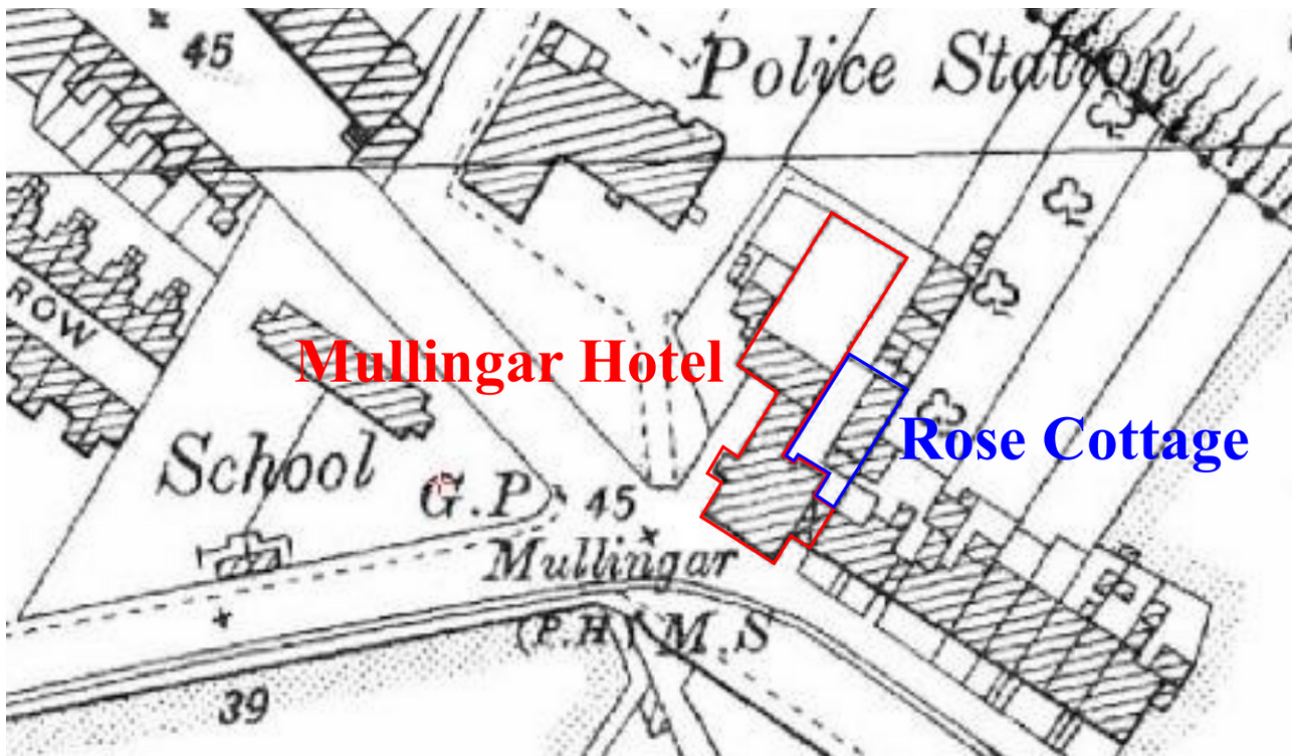 45
Police Station
ROW
Mullingar Hotel
Rose Cottage
School
G.P
45
Mullingar
(P.H) M.S
39